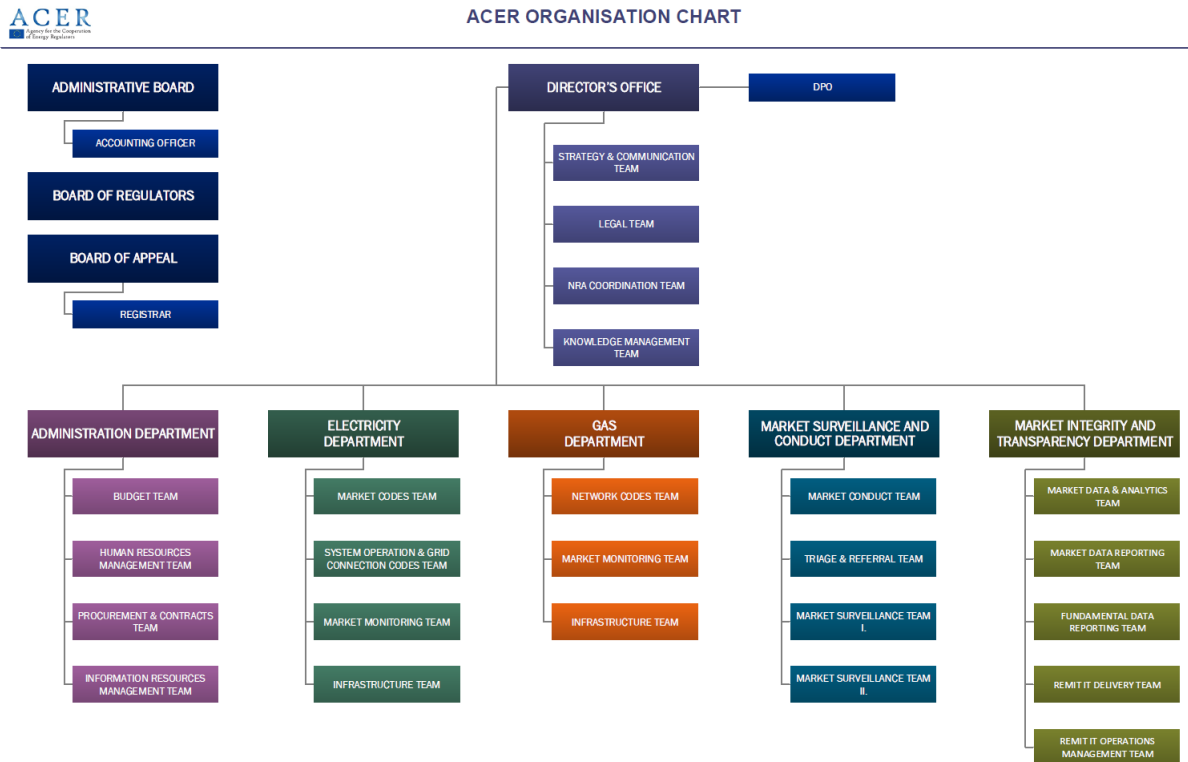 ACER
Agency for the Cooperation
of Energy Regulators
ACER ORGANISATION CHART
ADMINISTRATIVE BOARD
ACCOUNTING OFFICER
BOARD OF REGULATORS
BOARD OF APPEAL
REGISTRAR
DIRECTOR'S OFFICE
DPO
STRATEGY & COMMUNICATION
TEAM
LEGAL TEAM
NRA COORDINATION TEAM
KNOWLEDGE MANAGEMENT
TEAM
ADMINISTRATION DEPARTMENT
BUDGET TEAM
HUMAN RESOURCES
MANAGEMENT TEAM
PROCUREMENT & CONTRACTS
TEAM
INFORMATION RESOURCES
MANAGEMENT TEAM
ELECTRICITY
DEPARTMENT
MARKET CODES TEAM
SYSTEM OPERATION & GRID
CONNECTION CODES TEAM
MARKET MONITORING TEAM
INFRASTRUCTURE TEAM
GAS
DEPARTMENT
NETWORK CODES TEAM
MARKET MONITORING TEAM
INFRASTRUCTURE TEAM
MARKET SURVEILLANCE AND
CONDUCT DEPARTMENT
MARKET CONDUCT TEAM
TRIAGE & REFERRAL TEAM
MARKET SURVEILLANCE TEAM
I.
MARKET SURVEILLANCE TEAM
II.
MARKET INTEGRITY AND
TRANSPARENCY DEPARTMENT
MARKET DATA & ANALYTICS
TEAM
MARKET DATA REPORTING
TEAM
FUNDAMENTAL DATA
REPORTING TEAM
REMIT IT DELIVERY TEAM
REMIT IT OPERATIONS
MANAGEMENT TEAM